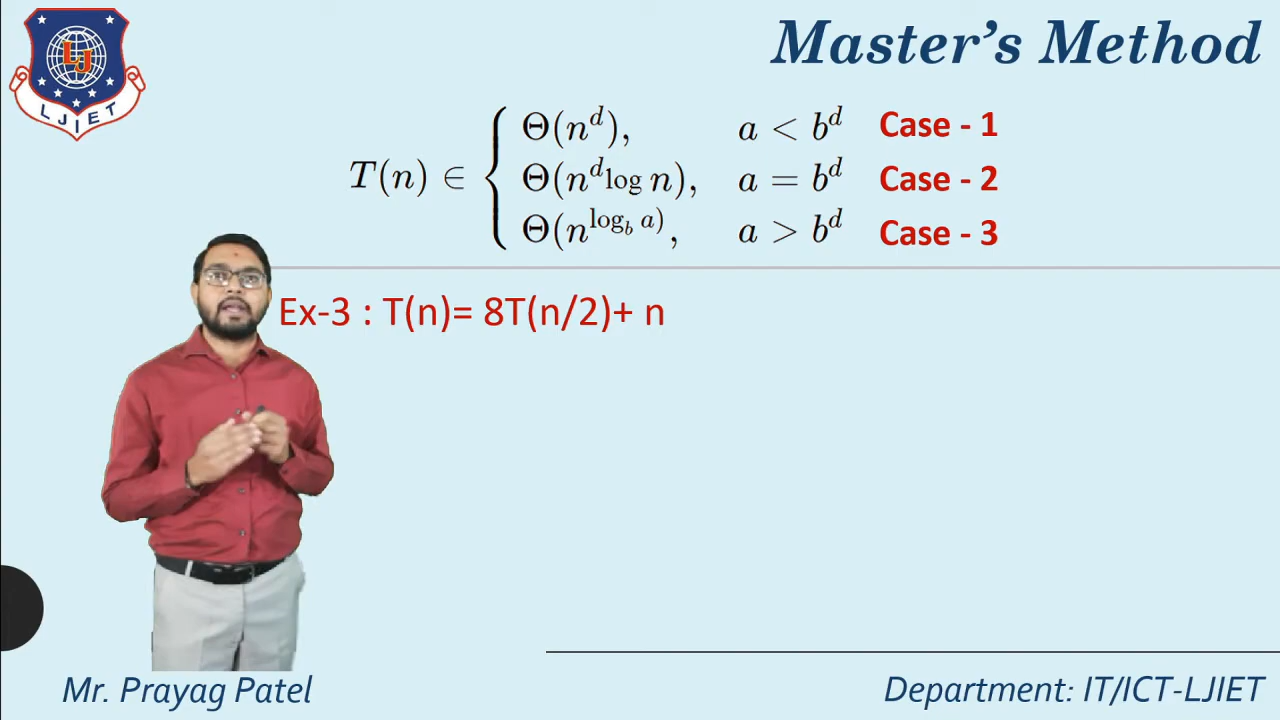 LJ
LJIET
Master's Method
T(n) ∈ { Θ(n^d), a < b^d Case - 1
Θ(n^d log n), a = b^d Case - 2
Θ(n^{log_b a)}, a > b^d Case - 3
Ex-3 : T(n)= 8T(n/2)+ n
Mr. Prayag Patel
Department: IT/ICT-LJIET